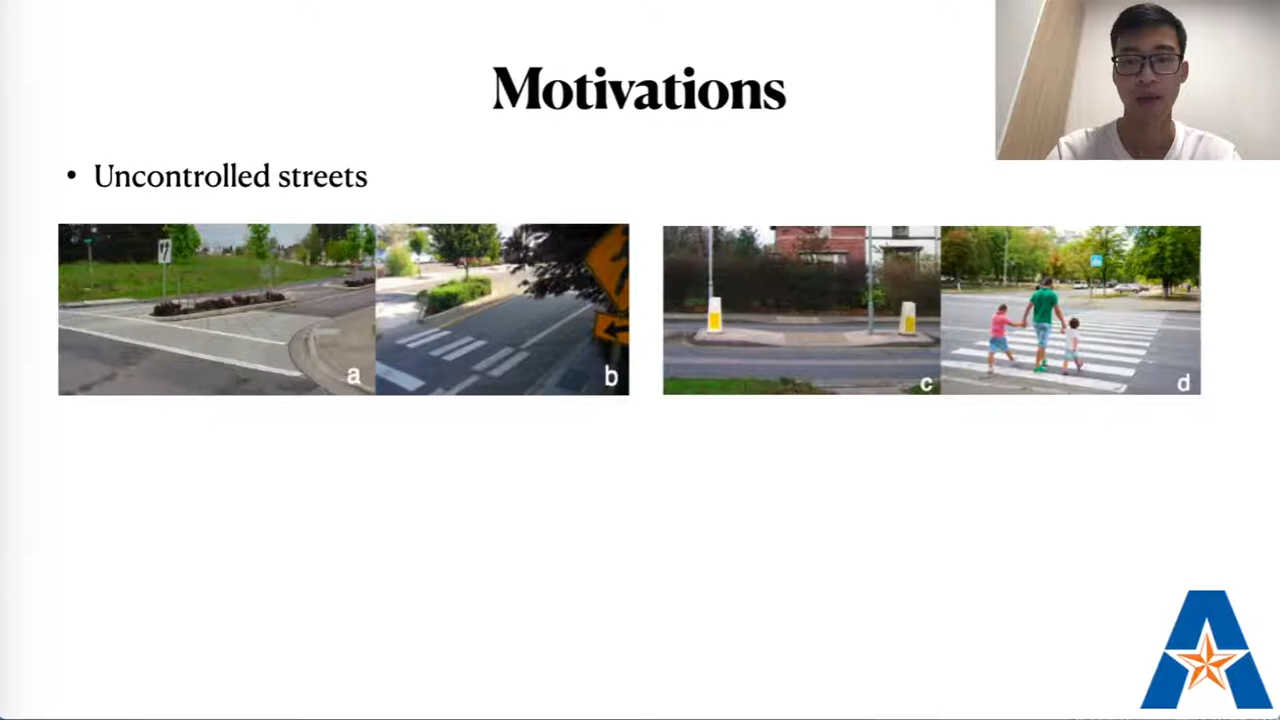 Motivations
• Uncontrolled streets
a
b
c
d